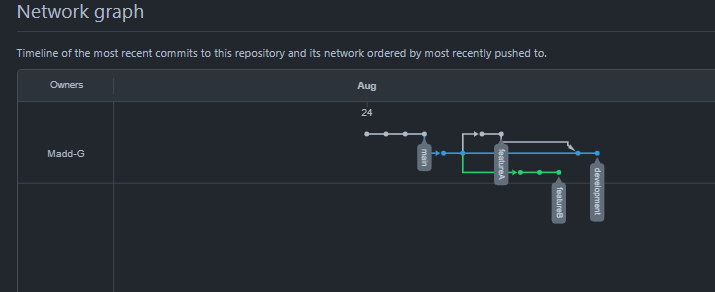 Network graph
Timeline of the most recent commits to this repository and its network ordered by most recently pushed to.
Owners
Aug
24
Madd-G
main
featureA
featureB
development